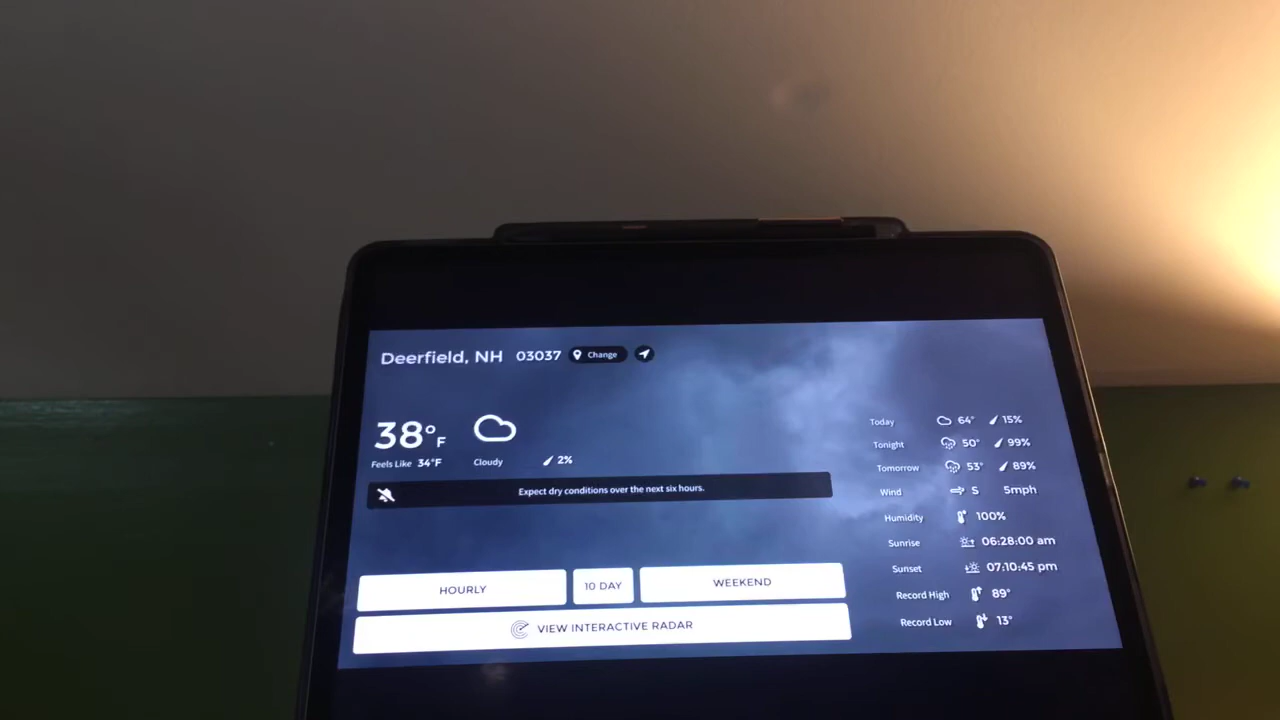 Deerfield, NH 03037 Change
38°F
Feels Like 34°F
Cloudy
2%
Expect dry conditions over the next six hours.
HOURLY
10 DAY
WEEKEND
VIEW INTERACTIVE RADAR
Today 64° 15%
Tonight 50° 99%
Tomorrow 53° 89%
Wind S 5mph
Humidity 100%
Sunrise 06:28:00 am
Sunset 07:10:45 pm
Record High 89°
Record Low 13°